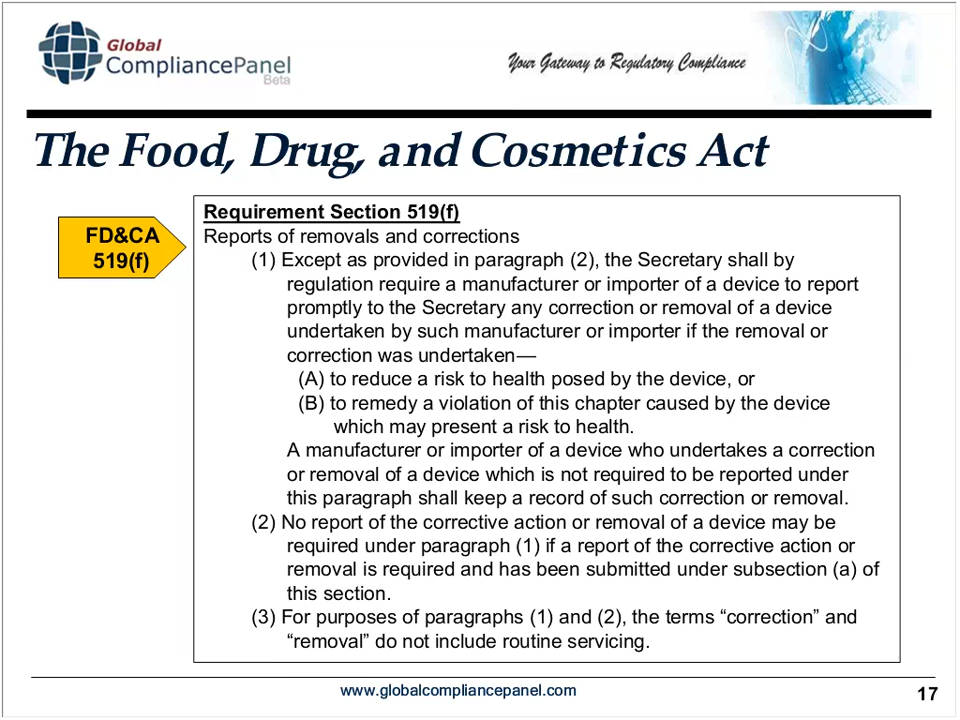 Global
CompliancePanel
Beta
Your Gateway to Regulatory Compliance
The Food, Drug, and Cosmetics Act
FD&CA
519(f)
Requirement Section 519(f)
Reports of removals and corrections
(1) Except as provided in paragraph (2), the Secretary shall by
regulation require a manufacturer or importer of a device to report
promptly to the Secretary any correction or removal of a device
undertaken by such manufacturer or importer if the removal or
correction was undertaken—
(A) to reduce a risk to health posed by the device, or
(B) to remedy a violation of this chapter caused by the device
which may present a risk to health.
A manufacturer or importer of a device who undertakes a correction
or removal of a device which is not required to be reported under
this paragraph shall keep a record of such correction or removal.
(2) No report of the corrective action or removal of a device may be
required under paragraph (1) if a report of the corrective action or
removal is required and has been submitted under subsection (a) of
this section.
(3) For purposes of paragraphs (1) and (2), the terms “correction” and
“removal” do not include routine servicing.
www.globalcompliancepanel.com
17